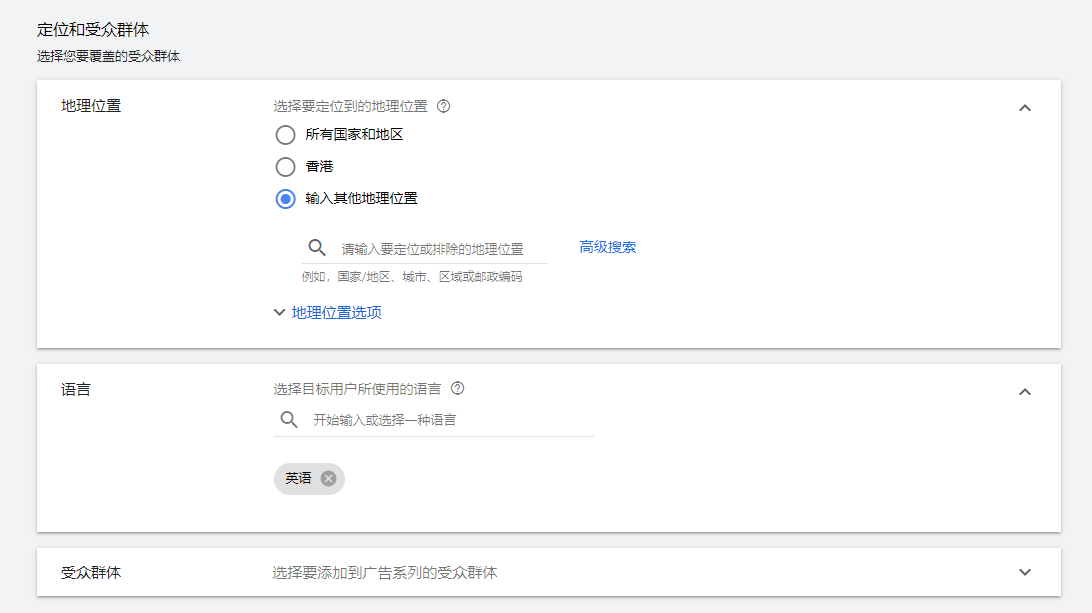 定位和受众群体
选择您要覆盖的受众群体
地理位置
选择要定位到的地理位置
所有国家和地区
香港
输入其他地理位置
请输入要定位或排除的地理位置
高级搜索
例如，国家/地区、城市、区域或邮政编码
地理位置选项
语言
选择目标用户所使用的语言
开始输入或选择一种语言
英语
受众群体
选择要添加到广告系列的受众群体